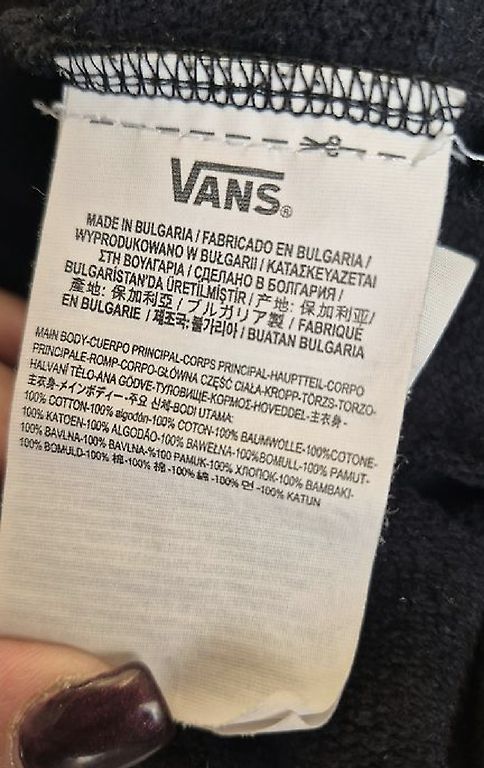 VANS®
MADE IN BULGARIA / FABRICADO EN BULGARIA /
WYPRODUKOWANO W BUŁGARII / ΚΑΤΑΣΚΕΥΑΖΕΤΑΙ
ΣΤΗ ΒΟΥΛΓΑΡΙΑ / СДЕЛАНО В БОЛГАРИЯ /
BULGARİSTAN'DA ÜRETİLMİŞTİR / 产地: 保加利亚/
產地: 保加利亞 / ブルガリア製 / FABRIQUÉ
EN BULGARIE / 제조국: 불가리아 / BUATAN BULGARIA
MAIN BODY-CUERPO PRINCIPAL-CORPS PRINCIPAL-HAUPTTEIL-CORPO
PRINCIPALE-ROMP-CORPO-GŁÓWNA CZĘŚĆ CIAŁA-KROPP-TÖRZS-TORZO-
HALVANÍ TĚLO-ANA GÖDVE-ТУЛОВИЩЕ-ΚΟΡΜΟΣ-HOVEDDEL-主衣身-
主衣身-メインボディー-주요 신체-BODI UTAMA:
100% COTTON-100% algodón-100% COTON-100% BAUMWOLLE-100%COTONE-
100% KATOEN-100% ALGODÃO-100% BAWEŁNA-100%BOMULL-100% PAMUT-
100% BAVLNA-100% BAVLNA-%100 PAMUK-100% ХЛОПОК-100% ΒΑΜΒΑΚΙ-
100% BOMULD-100% 棉-100% 棉-100% 綿-100% 면-100% KATUN